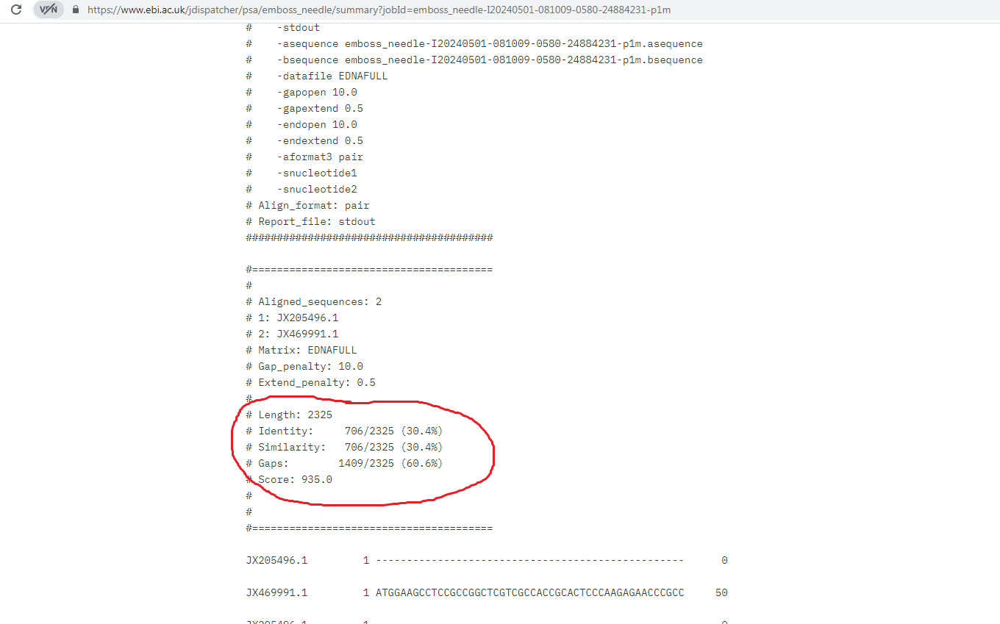 VPN https://www.ebi.ac.uk/jdispatcher/psa/emboss_needle/summary?jobId=emboss_needle-I20240501-081009-0580-24884231-p1m
# -stdout
# -asequence emboss_needle-I20240501-081009-0580-24884231-p1m.asequence
# -bsequence emboss_needle-I20240501-081009-0580-24884231-p1m.bsequence
# -datafile EDNAFULL
# -gapopen 10.0
# -gapextend 0.5
# -endopen 10.0
# -endextend 0.5
# -aformat3 pair
# -snucleotide1
# -snucleotide2
# Align_format: pair
# Report_file: stdout
########################################
#=======================================
#
# Aligned_sequences: 2
# 1: JX205496.1
# 2: JX469991.1
# Matrix: EDNAFULL
# Gap_penalty: 10.0
# Extend_penalty: 0.5
#
# Length: 2325
# Identity: 706/2325 (30.4%)
# Similarity: 706/2325 (30.4%)
# Gaps: 1409/2325 (60.6%)
# Score: 935.0
#
#
#=======================================
JX205496.1 1 -------------------------------------------------- 0
JX469991.1 1 ATGGAAGCCTCCGCCGGCTCGTCGCCACCGCACTCCCAAGAGAACCCGCC 50
JX205496.1 1 0